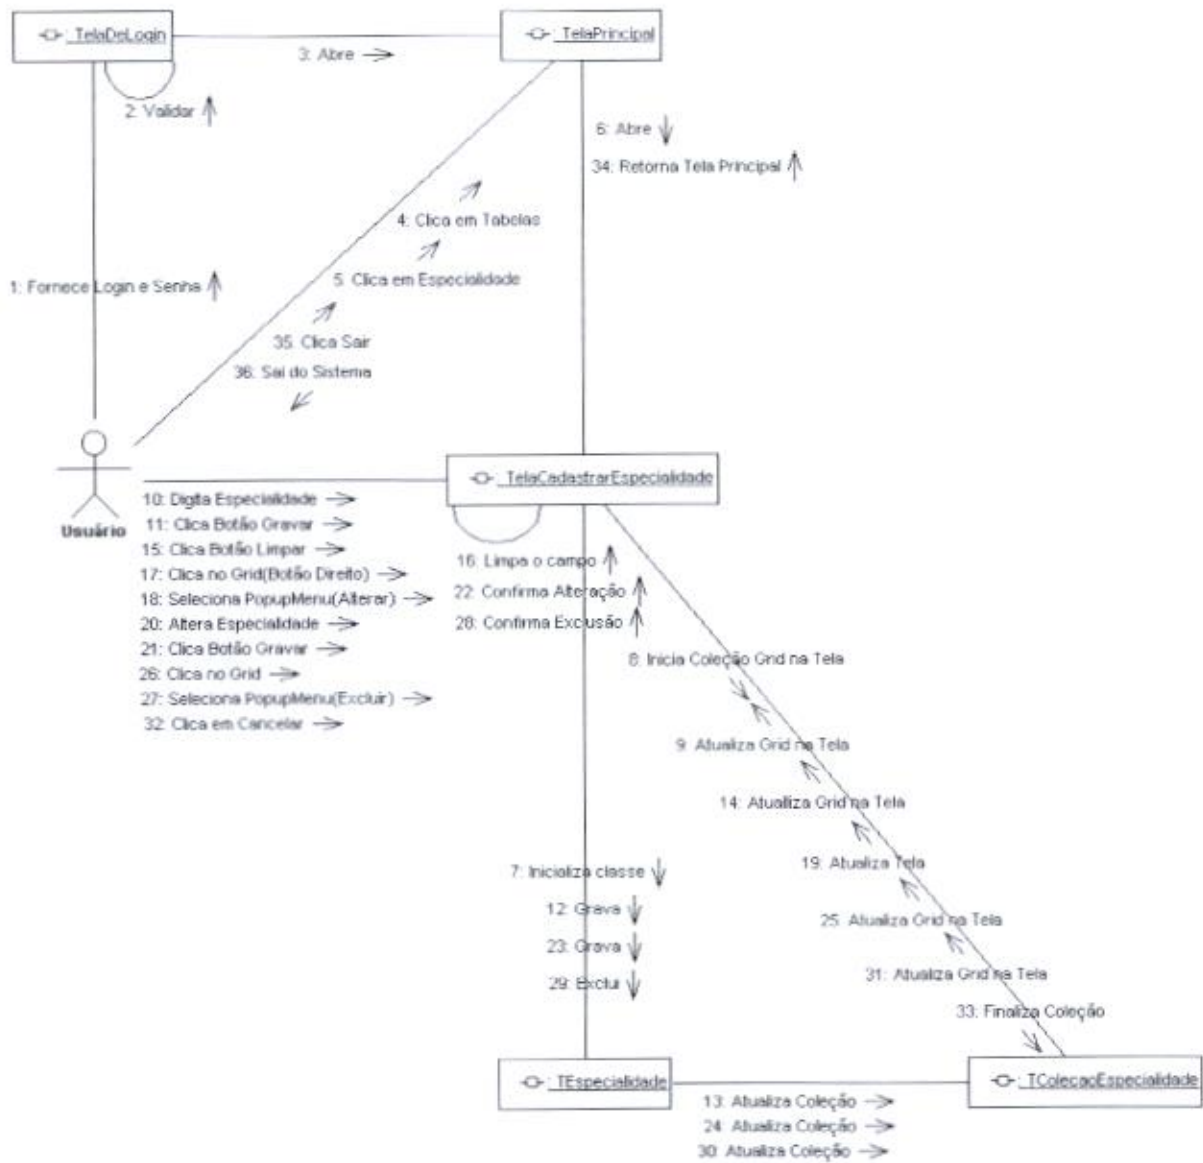 : TelaDeLogin
: TelaPrincipal
3: Abre
2: Validar
6: Abre
34: Retorna Tela Principal
4: Clica em Tabelas
5: Clica em Especialidade
1: Fornece Login e Senha
35: Clica Sair
36: Sai do Sistema
Usuário
: TelaCadastrarEspecialidade
10: Digita Especialidade
11: Clica Botão Gravar
15: Clica Botão Limpar
17: Clica no Grid(Botão Direito)
18: Seleciona PopupMenu(Alterar)
20: Altera Especialidade
21: Clica Botão Gravar
26: Clica no Grid
27: Seleciona PopupMenu(Excluir)
32: Clica em Cancelar
16: Limpa o campo
22: Confirma Alteração
28: Confirma Exclusão
8: Inicia Coleção Grid na Tela
9: Atualiza Grid na Tela
14: Atualiza Grid na Tela
19: Atualiza Tela
25: Atualiza Grid na Tela
31: Atualiza Grid na Tela
33: Finaliza Coleção
7: Inicializa classe
12: Grava
23: Grava
29: Exclui
: TEspecialidade
: TColecaoEspecialidade
13: Atualiza Coleção
24: Atualiza Coleção
30: Atualiza Coleção